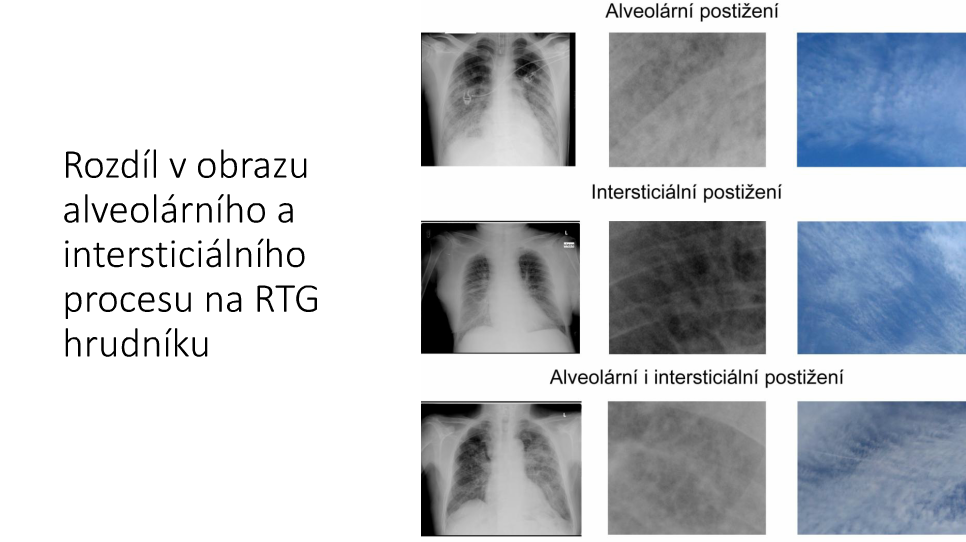 Alveolární postižení
Rozdíl v obrazu
alveolárního a
intersticiálního
procesu na RTG
hrudníku
Intersticiální postižení
L
Alveolární i intersticiální postižení
L